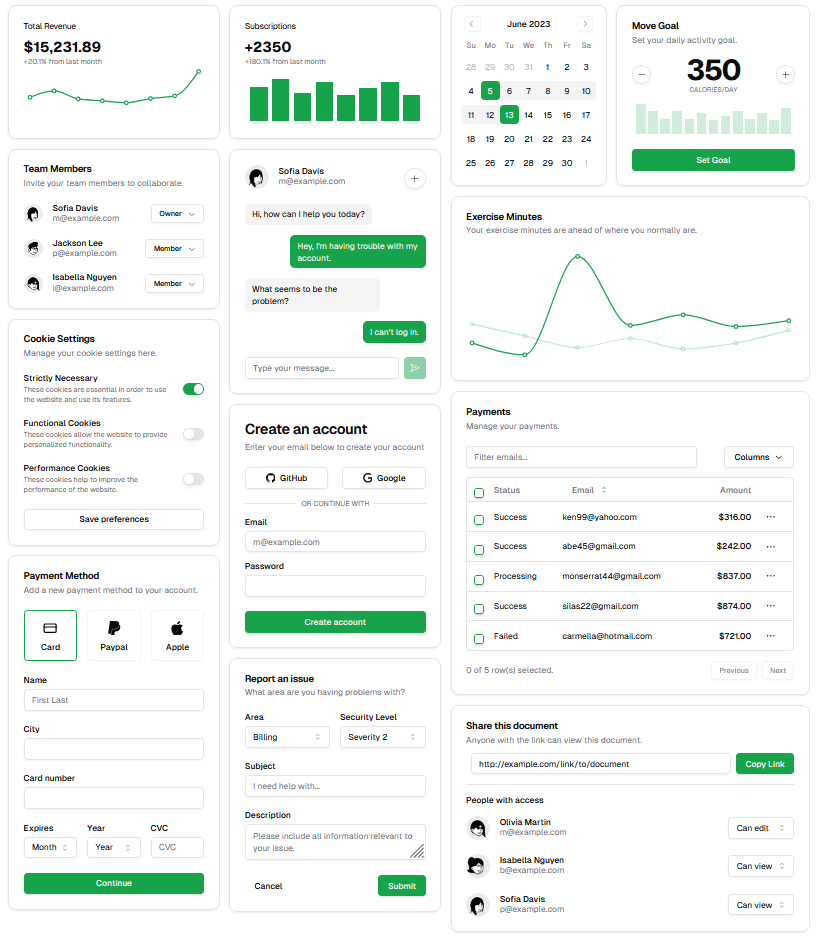 Total Revenue
$15,231.89
+20.1% from last month
Subscriptions
+2350
+180.1% from last month
June 2023
Su Mo Tu We Th Fr Sa
28 29 30 31 1 2 3
4 5 6 7 8 9 10
11 12 13 14 15 16 17
18 19 20 21 22 23 24
25 26 27 28 29 30 1
Move Goal
Set your daily activity goal.
350
CALORIES/DAY
Set Goal
Team Members
Invite your team members to collaborate.
Sofia Davis
m@example.com
Owner
Jackson Lee
p@example.com
Member
Isabella Nguyen
i@example.com
Member
Sofia Davis
m@example.com
Hi, how can I help you today?
Hey, I'm having trouble with my
account.
What seems to be the
problem?
I can't log in.
Type your message...
Exercise Minutes
Your exercise minutes are ahead of where you normally are.
Cookie Settings
Manage your cookie settings here.
Strictly Necessary
These cookies are essential in order to use
the website and use its features.
Functional Cookies
These cookies allow the website to provide
personalized functionality.
Performance Cookies
These cookies help to improve the
performance of the website.
Save preferences
Create an account
Enter your email below to create your account
GitHub
Google
OR CONTINUE WITH
Email
m@example.com
Password
Create account
Payments
Manage your payments.
Filter emails...
Columns
Status Email Amount
Success ken99@yahoo.com $316.00 ···
Success abe45@gmail.com $242.00 ···
Processing monserrat44@gmail.com $837.00 ···
Success silas22@gmail.com $874.00 ···
Failed carmella@hotmail.com $721.00 ···
0 of 5 row(s) selected.
Previous
Next
Payment Method
Add a new payment method to your account.
Card
Paypal
Apple
Name
First Last
City
Card number
Expires Year CVC
Month Year CVC
Continue
Report an issue
What area are you having problems with?
Area Security Level
Billing Severity 2
Subject
I need help with...
Description
Please include all information relevant to
your issue.
Cancel
Submit
Share this document
Anyone with the link can view this document.
http://example.com/link/to/document
Copy Link
People with access
Olivia Martin
m@example.com
Can edit
Isabella Nguyen
b@example.com
Can view
Sofia Davis
p@example.com
Can view